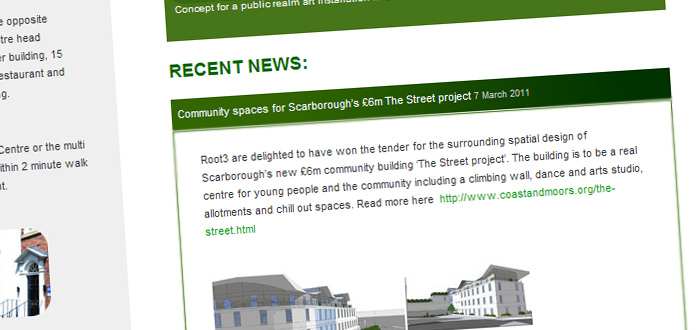 e opposite
tre head
er building, 15
estaurant and
g.
Centre or the multi
ithin 2 minute walk
nt.
Concept for a public realm art installation
RECENT NEWS:
Community spaces for Scarborough's £6m The Street project 7 March 2011
Root3 are delighted to have won the tender for the surrounding spatial design of
Scarborough's new £6m community building 'The Street project'. The building is to be a real
centre for young people and the community including a climbing wall, dance and arts studio,
allotments and chill out spaces. Read more here http://www.coastandmoors.org/the-
street.html